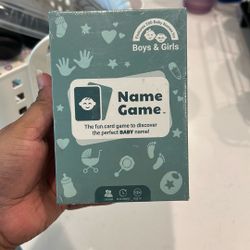 Boys & Girls
Name
Game
The fun card game to discover
the perfect BABY name!